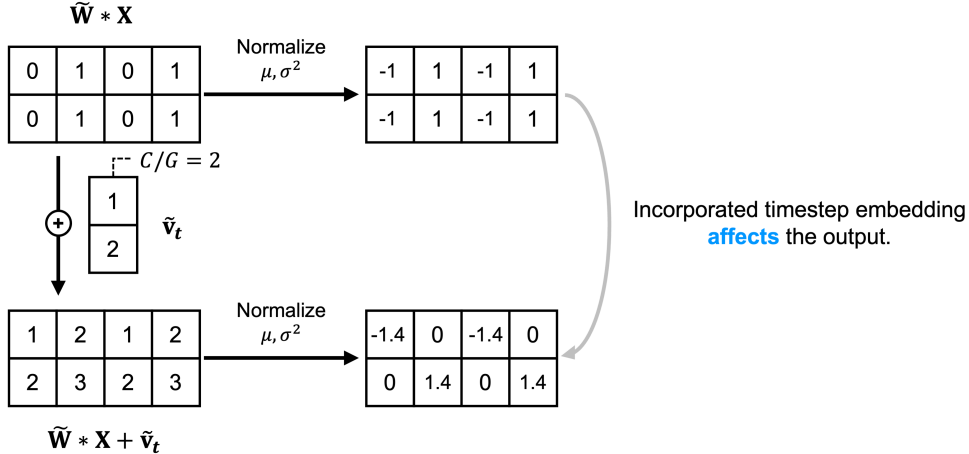 W̃ ∗ X
0 1 0 1
0 1 0 1
Normalize
μ, σ²
-1 1 -1 1
-1 1 -1 1
C/G = 2
1
2
+
ṽₜ
Incorporated timestep embedding
affects the output.
1 2 1 2
2 3 2 3
Normalize
μ, σ²
-1.4 0 -1.4 0
0 1.4 0 1.4
W̃ ∗ X + ṽₜ